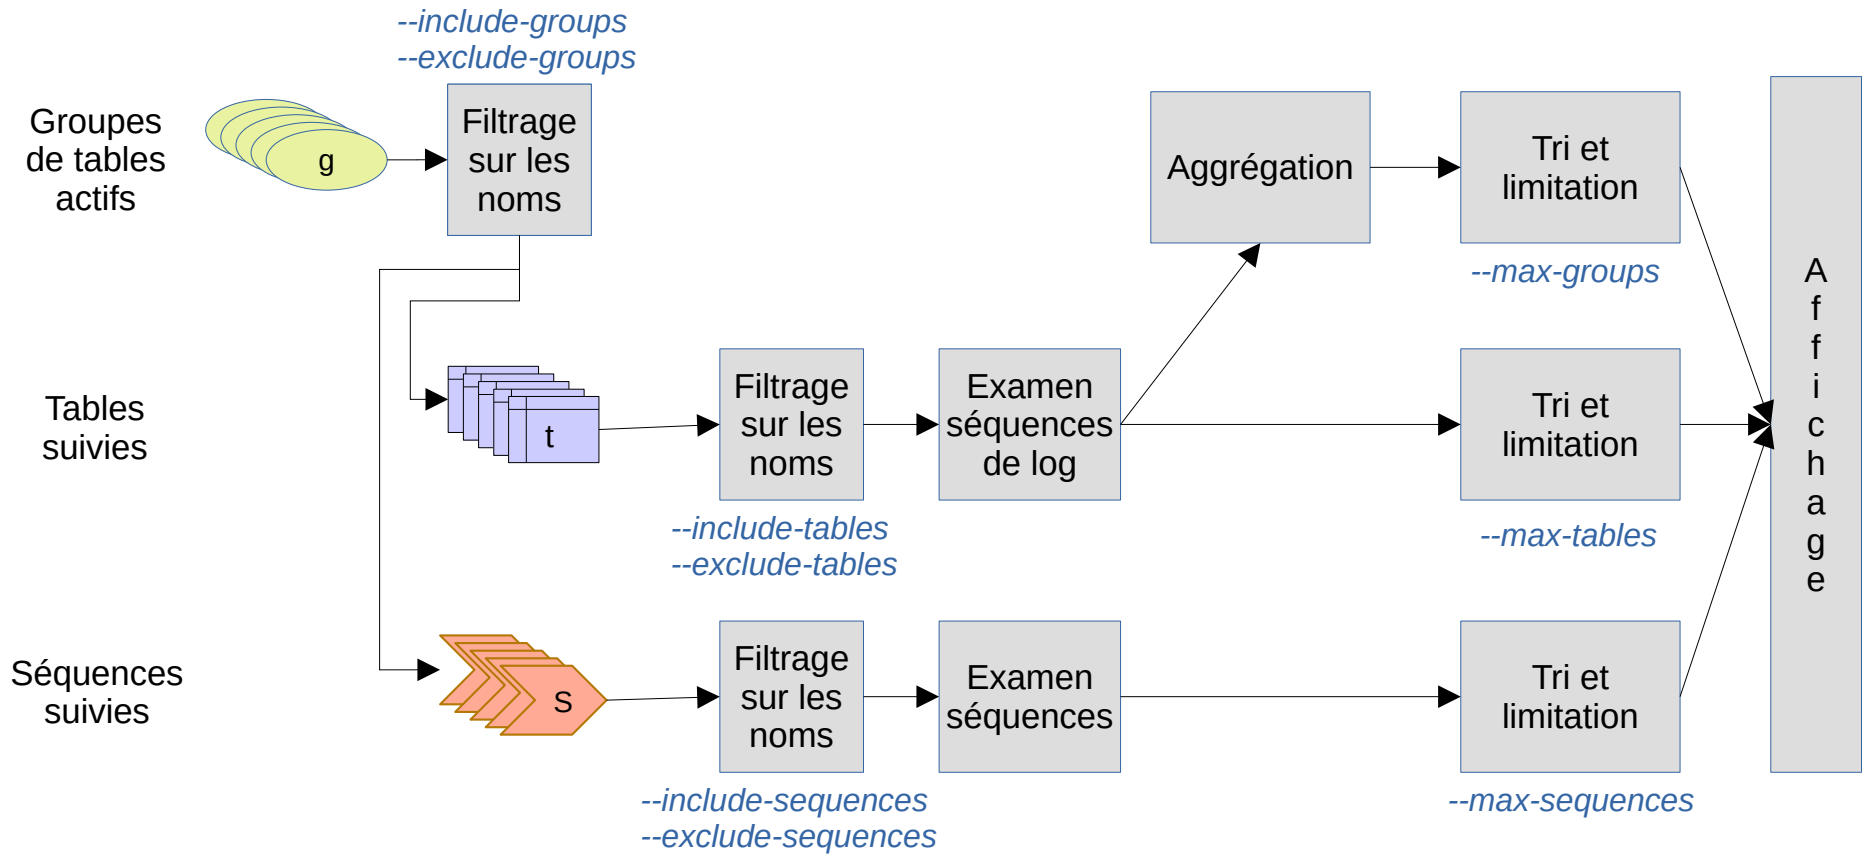 --include-groups
--exclude-groups
Groupes
de tables
actifs
g
Filtrage
sur les
noms
Aggrégation
Tri et
limitation
--max-groups
Tables
suivies
t
Filtrage
sur les
noms
--include-tables
--exclude-tables
Examen
séquences
de log
Tri et
limitation
--max-tables
Séquences
suivies
S
Filtrage
sur les
noms
--include-sequences
--exclude-sequences
Examen
séquences
Tri et
limitation
--max-sequences
A
f
f
i
c
h
a
g
e